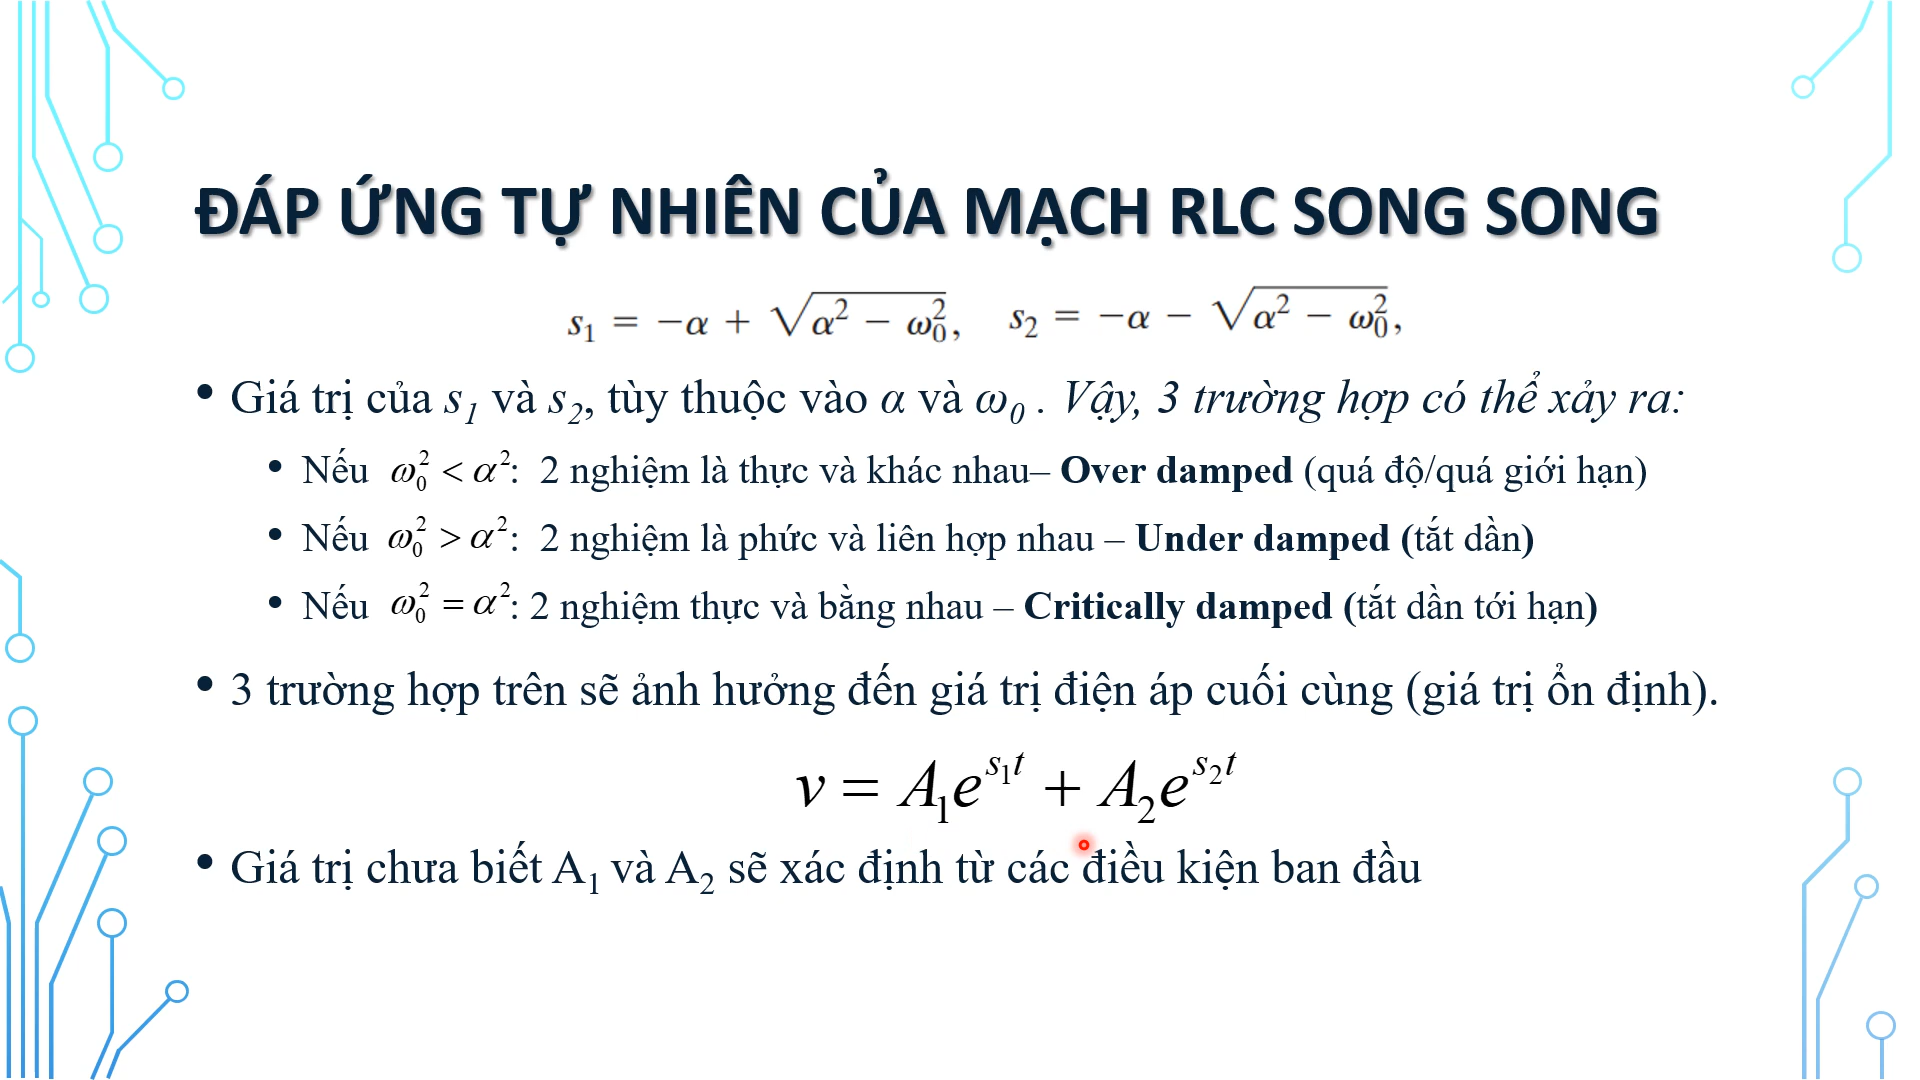 ĐÁP ỨNG TỰ NHIÊN CỦA MẠCH RLC SONG SONG
s₁ = −α + √(α² − ω₀²), s₂ = −α − √(α² − ω₀²),
• Giá trị của s₁ và s₂, tùy thuộc vào α và ω₀ . Vậy, 3 trường hợp có thể xảy ra:
• Nếu ω₀² < α²: 2 nghiệm là thực và khác nhau– Over damped (quá độ/quá giới hạn)
• Nếu ω₀² > α²: 2 nghiệm là phức và liên hợp nhau – Under damped (tắt dần)
• Nếu ω₀² = α²: 2 nghiệm thực và bằng nhau – Critically damped (tắt dần tới hạn)
• 3 trường hợp trên sẽ ảnh hưởng đến giá trị điện áp cuối cùng (giá trị ổn định).
v = A₁e^(s₁t) + A₂e^(s₂t)
• Giá trị chưa biết A₁ và A₂ sẽ xác định từ các điều kiện ban đầu